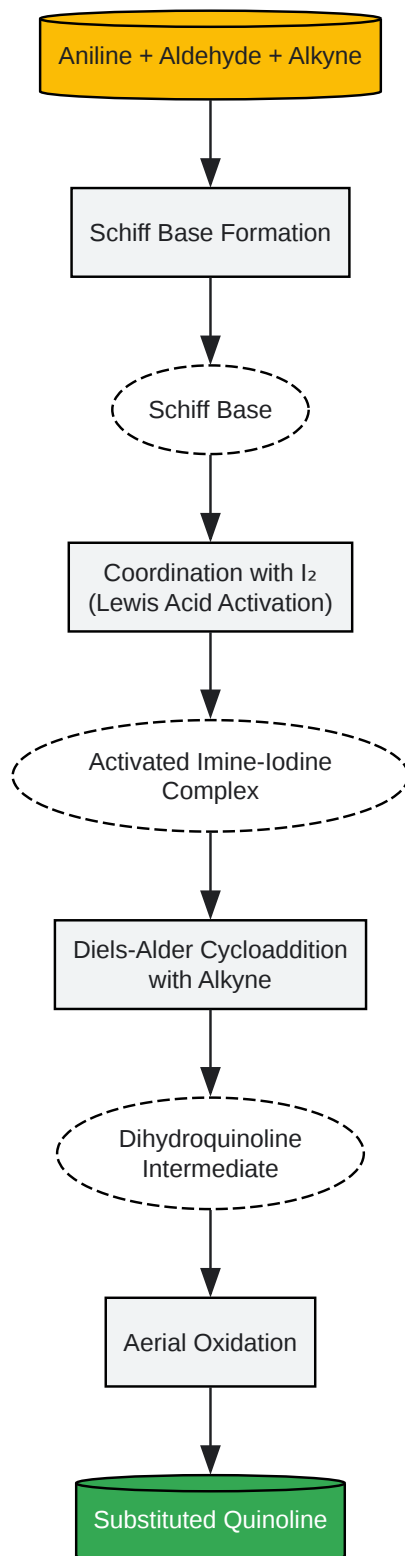 Aniline + Aldehyde + Alkyne
Schiff Base Formation
Schiff Base
Coordination with I₂
(Lewis Acid Activation)
Activated Imine-Iodine
Complex
Diels-Alder Cycloaddition
with Alkyne
Dihydroquinoline
Intermediate
Aerial Oxidation
Substituted Quinoline